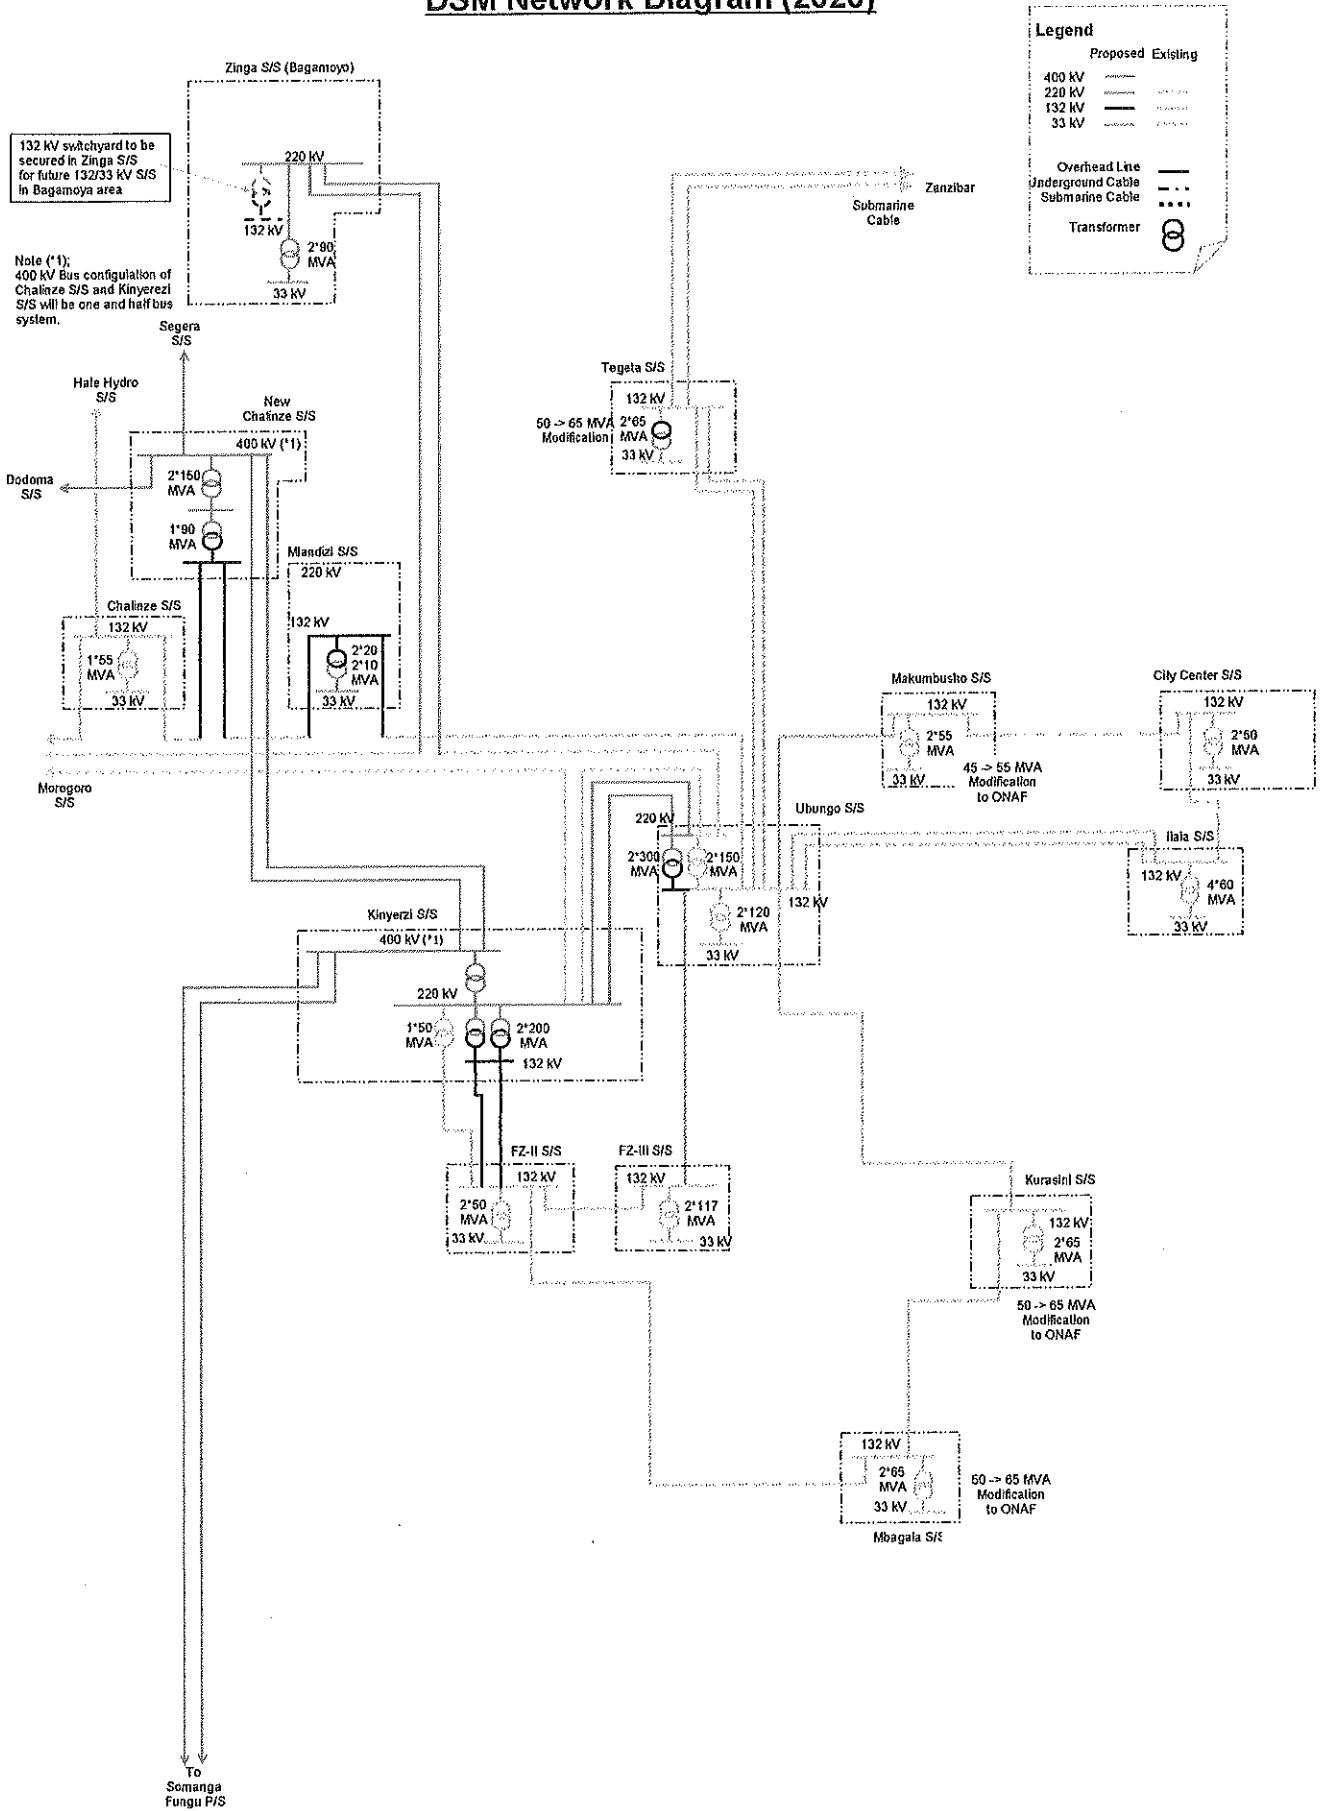 DSM Network Diagram (2020)
Legend
Proposed Existing
400 kV
220 kV
132 kV
33 kV
Overhead Line
Underground Cable
Submarine Cable
Transformer
Zinga S/S (Bagamoyo)
132 kV switchyard to be
secured in Zinga S/S
for future 132/33 kV S/S
in Bagamoya area
220 kV
132 kV
2*90
MVA
33 kV
Note (*1);
400 kV Bus configulation of
Chalinze S/S and Kinyerezi
S/S will be one and half bus
system.
Zanzibar
Submarine
Cable
Segera
S/S
Hale Hydro
S/S
New
Chalinze S/S
400 kV (*1)
Dodoma
S/S
2*150
MVA
1*90
MVA
Tegeta S/S
132 kV
50 -> 65 MVA
Modification
2*65
MVA
33 kV
Mlandizi S/S
220 kV
132 kV
2*20
2*10
MVA
33 kV
Chalinze S/S
132 kV
1*55
MVA
33 kV
Morogoro
S/S
Makumbusho S/S
132 kV
2*55
MVA
33 kV
45 -> 55 MVA
Modification
to ONAF
City Center S/S
132 kV
2*50
MVA
33 kV
Ubungo S/S
220 kV
2*300
MVA
2*150
MVA
132 kV
2*120
MVA
33 kV
Ilala S/S
132 kV
4*60
MVA
33 kV
Kinyerzi S/S
400 kV (*1)
220 kV
1*50
MVA
2*200
MVA
132 kV
FZ-II S/S
132 kV
2*50
MVA
33 kV
FZ-III S/S
132 kV
2*117
MVA
33 kV
Kurasini S/S
132 kV
2*65
MVA
33 kV
50 -> 65 MVA
Modification
to ONAF
132 kV
2*65
MVA
33 kV
Mbagala S/S
50 -> 65 MVA
Modification
to ONAF
To
Somanga
Fungu P/S